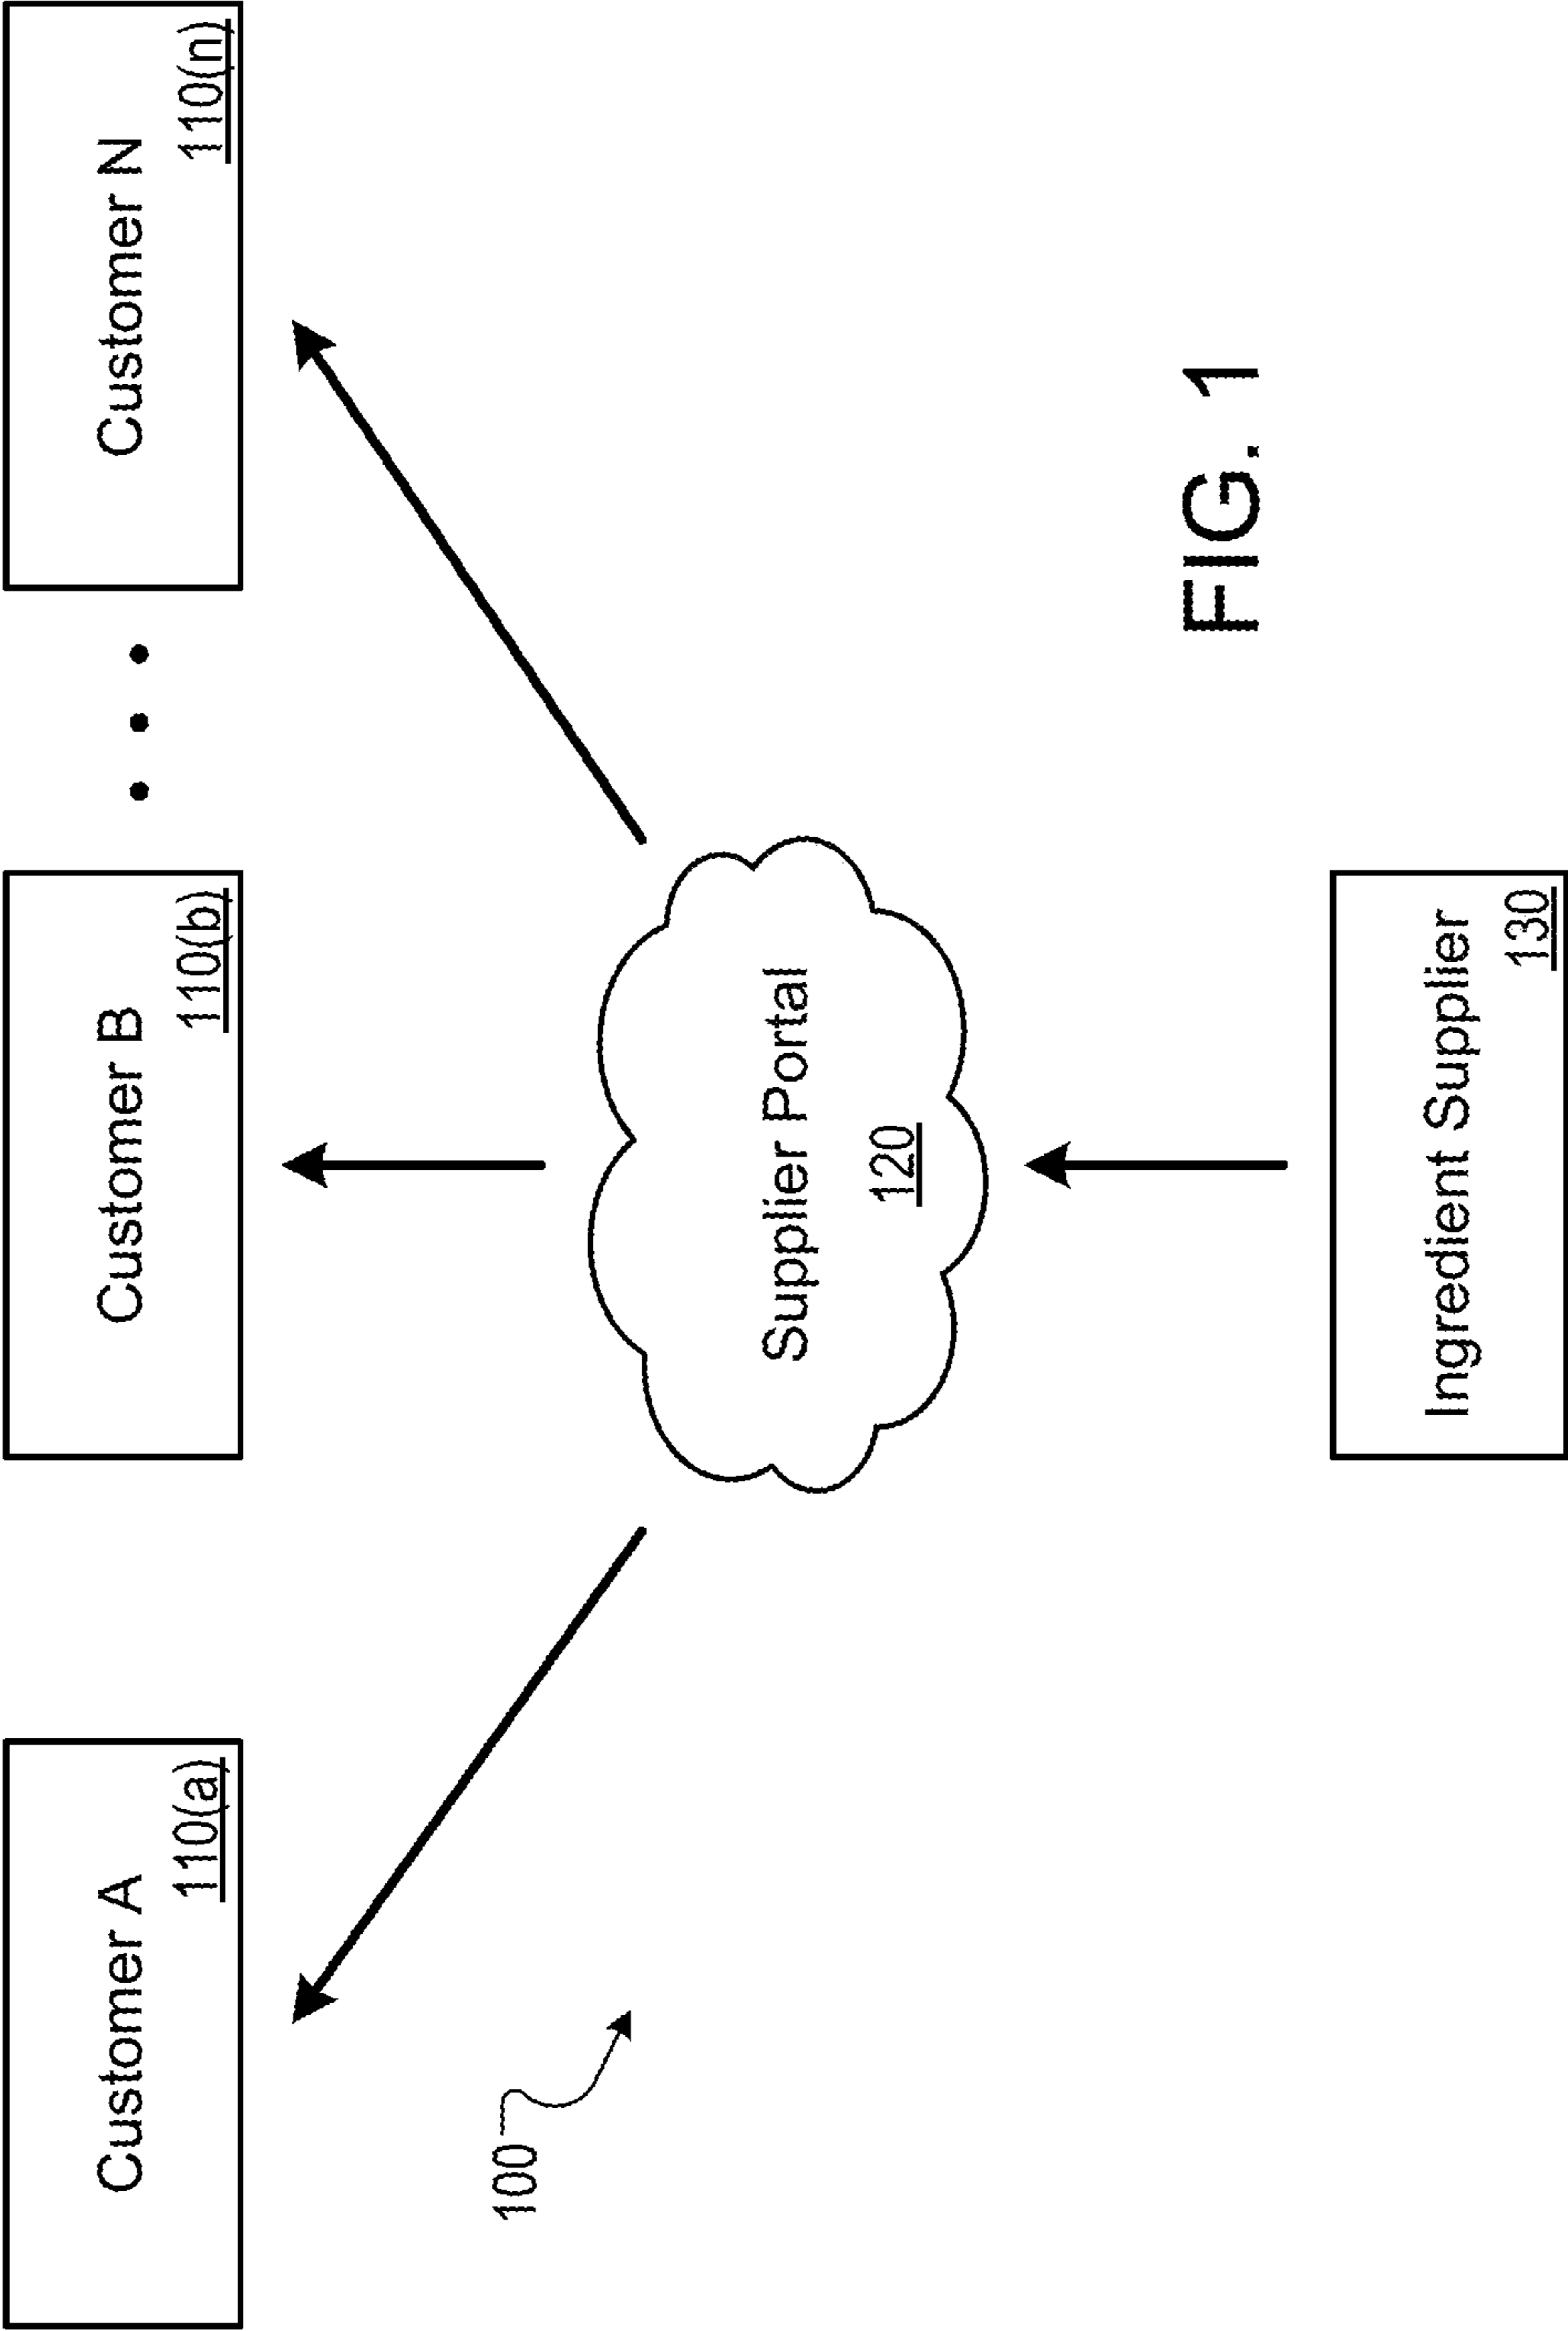 Customer A
110(a)
Customer B
110(b)
Customer N
110(n)
100
Supplier Portal
120
FIG. 1
Ingredient Supplier
130